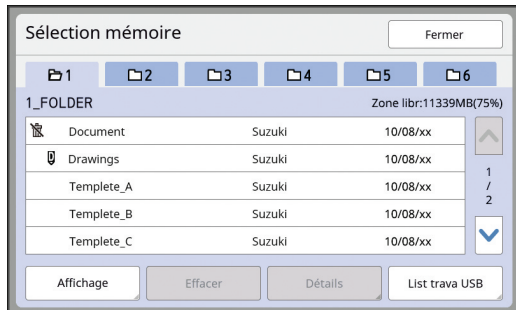 Sélection mémoire Fermer
1 2 3 4 5 6
1_FOLDER Zone libr:11339MB(75%)
Document Suzuki 10/08/xx
Drawings Suzuki 10/08/xx
Templete_A Suzuki 10/08/xx
Templete_B Suzuki 10/08/xx
Templete_C Suzuki 10/08/xx
1
/
2
Affichage Effacer Détails List trava USB